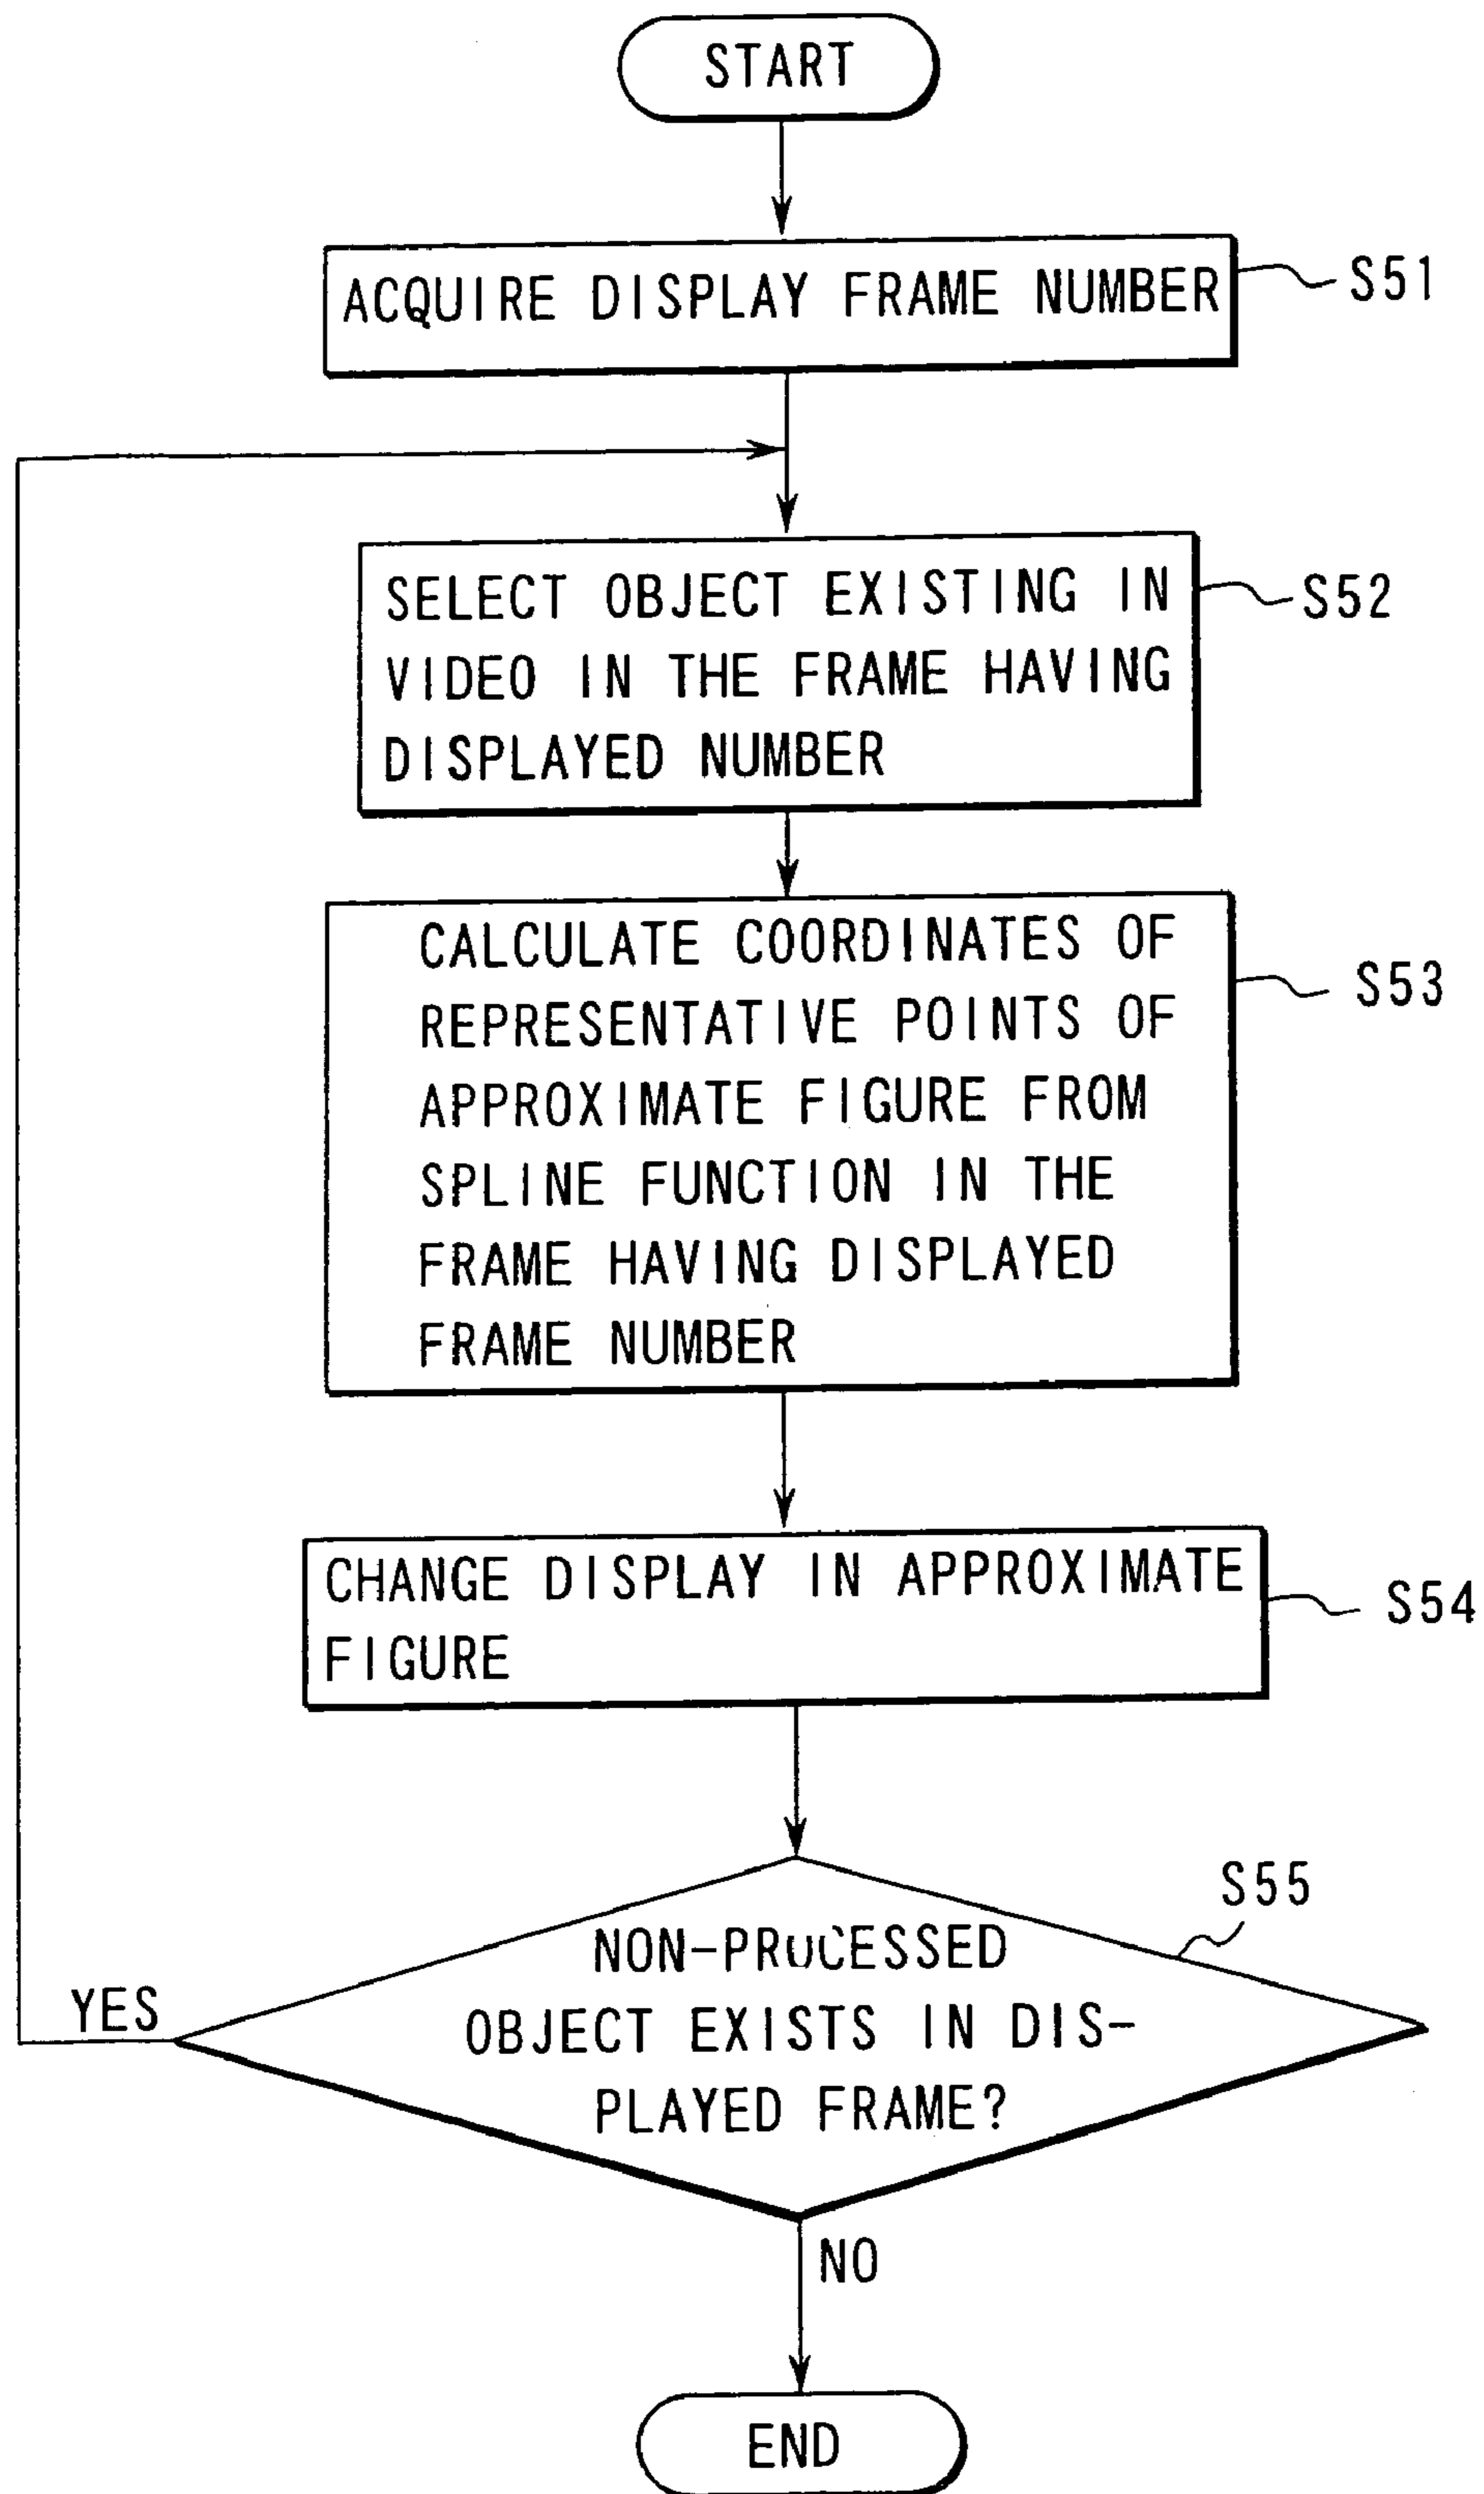 START
ACQUIRE DISPLAY FRAME NUMBER
S51
SELECT OBJECT EXISTING IN
VIDEO IN THE FRAME HAVING
DISPLAYED NUMBER
S52
CALCULATE COORDINATES OF
REPRESENTATIVE POINTS OF
APPROXIMATE FIGURE FROM
SPLINE FUNCTION IN THE
FRAME HAVING DISPLAYED
FRAME NUMBER
S53
CHANGE DISPLAY IN APPROXIMATE
FIGURE
S54
S55
NON-PROCESSED
OBJECT EXISTS IN DIS-
PLAYED FRAME?
YES
NO
END